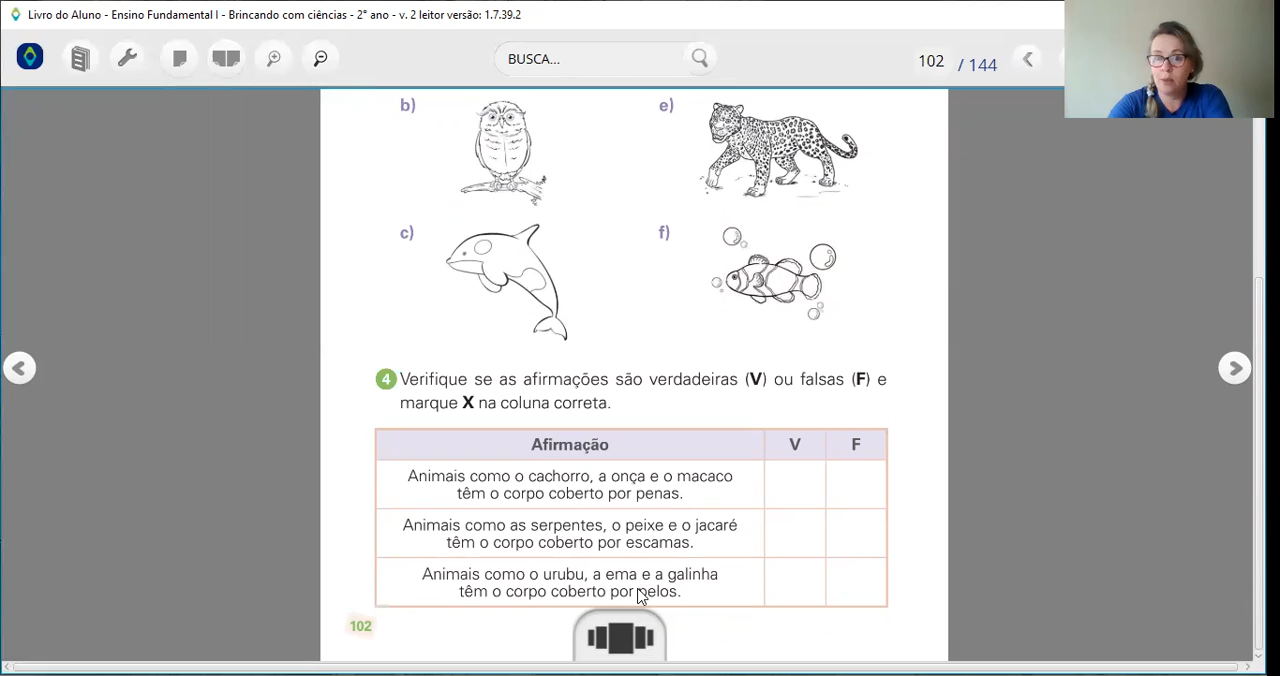 Livro do Aluno - Ensino Fundamental I - Brincando com ciências - 2° ano - v. 2 leitor versão: 1.7.39.2
BUSCA...
102 / 144
b)
e)
c)
f)
4 Verifique se as afirmações são verdadeiras (V) ou falsas (F) e
marque X na coluna correta.
Afirmação V F
Animais como o cachorro, a onça e o macaco
têm o corpo coberto por penas.
Animais como as serpentes, o peixe e o jacaré
têm o corpo coberto por escamas.
Animais como o urubu, a ema e a galinha
têm o corpo coberto por pelos.
102